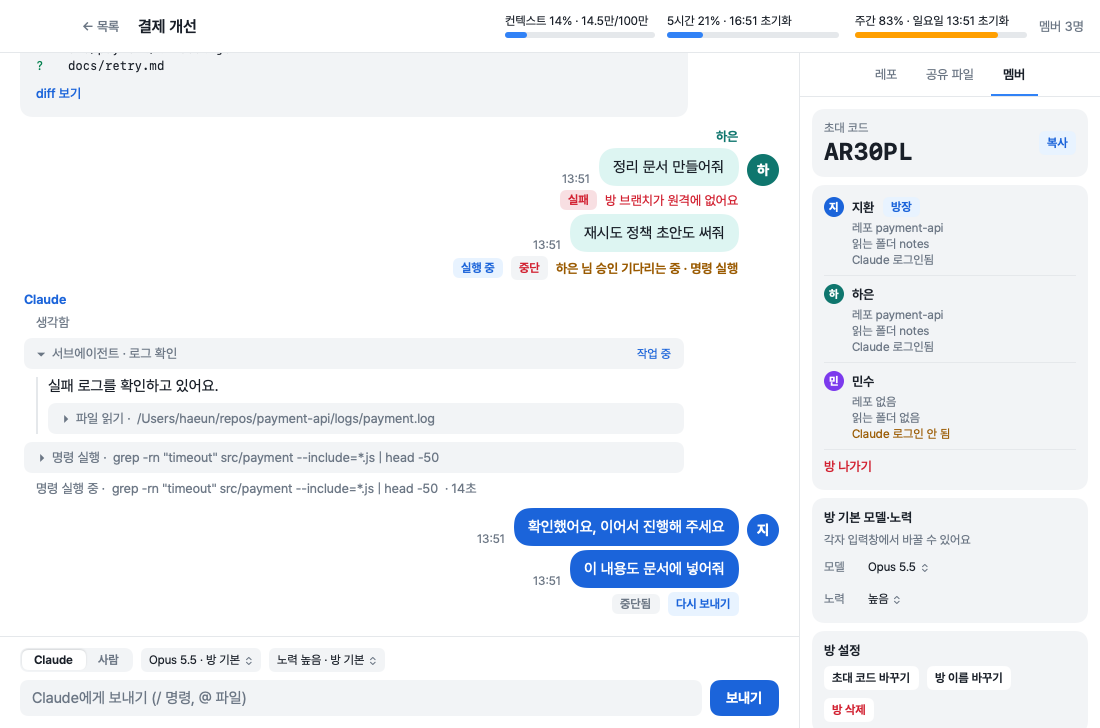 ← 목록 결제 개선
컨텍스트 14% · 14.5만/100만
5시간 21% · 16:51 초기화
주간 83% · 일요일 13:51 초기화
멤버 3명
? docs/retry.md
diff 보기
하은
정리 문서 만들어줘
13:51
하
실패 방 브랜치가 원격에 없어요
재시도 정책 초안도 써줘
13:51
실행 중 중단 하은 님 승인 기다리는 중 · 명령 실행
Claude
생각함
서브에이전트 · 로그 확인 작업 중
실패 로그를 확인하고 있어요.
파일 읽기 · /Users/haeun/repos/payment-api/logs/payment.log
명령 실행 · grep -rn "timeout" src/payment --include=*.js | head -50
명령 실행 중 · grep -rn "timeout" src/payment --include=*.js | head -50 · 14초
확인했어요, 이어서 진행해 주세요
13:51
지
이 내용도 문서에 넣어줘
13:51
중단됨 다시 보내기
Claude 사람 Opus 5.5 · 방 기본 노력 높음 · 방 기본
Claude에게 보내기 (/ 명령, @ 파일)
보내기
레포 공유 파일 멤버
초대 코드
AR30PL
복사
지 지환 방장
레포 payment-api
읽는 폴더 notes
Claude 로그인됨
하 하은
레포 payment-api
읽는 폴더 notes
Claude 로그인됨
민 민수
레포 없음
읽는 폴더 없음
Claude 로그인 안 됨
방 나가기
방 기본 모델·노력
각자 입력창에서 바꿀 수 있어요
모델 Opus 5.5
노력 높음
방 설정
초대 코드 바꾸기 방 이름 바꾸기
방 삭제